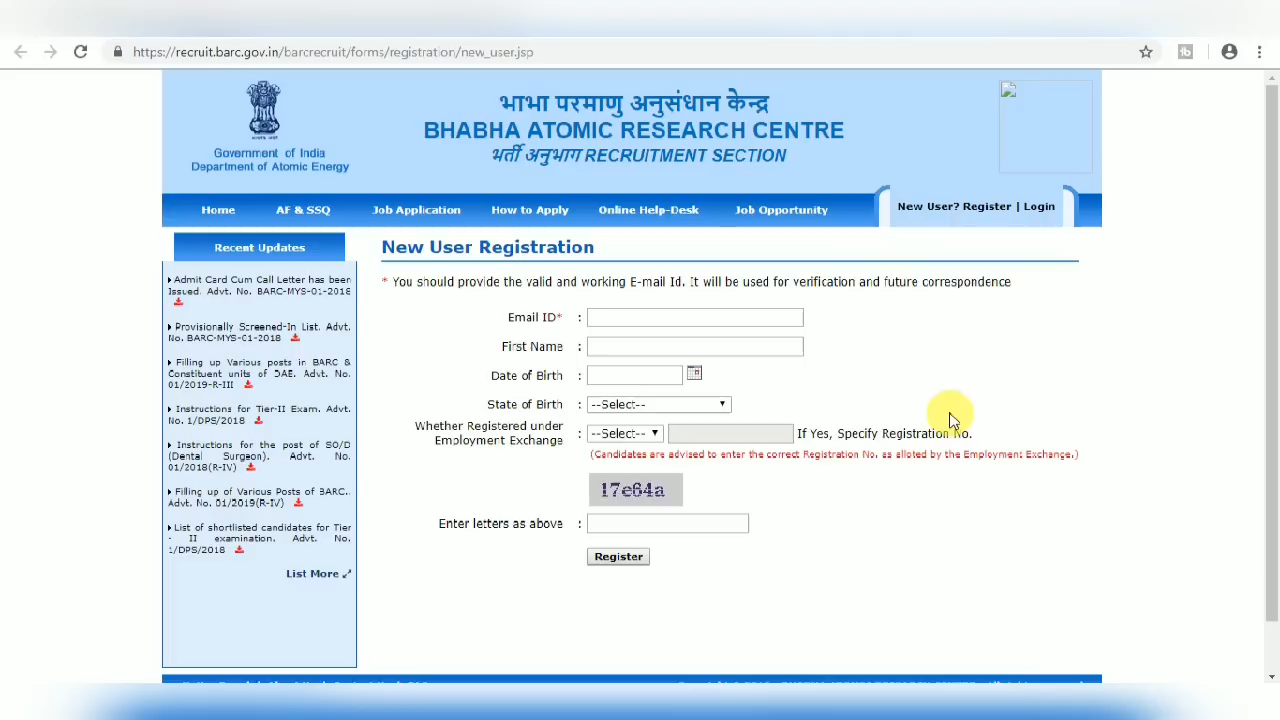 https://recruit.barc.gov.in/barcrecruit/forms/registration/new_user.jsp
भाभा परमाणु अनुसंधान केन्द्र
BHABHA ATOMIC RESEARCH CENTRE
भर्ती अनुभाग RECRUITMENT SECTION
Government of India
Department of Atomic Energy
Home
AF & SSQ
Job Application
How to Apply
Online Help-Desk
Job Opportunity
New User? Register | Login
Recent Updates
Admit Card Cum Call Letter has been
Issued. Advt. No. BARC-MYS-01-2018
Provisionally Screened-In List. Advt.
No. BARC-MYS-01-2018
Filling up Various posts in BARC &
Constituent units of DAE. Advt. No.
01/2019-R-III
Instructions for Tier-II Exam. Advt.
No. 1/DPS/2018
Instructions for the post of SO/D
(Dental Surgeon). Advt. No.
01/2018(R-IV)
Filling up of Various Posts of BARC..
Advt. No. 01/2019(R-IV)
List of shortlisted candidates for Tier
- II examination. Advt. No.
1/DPS/2018
List More
New User Registration
* You should provide the valid and working E-mail Id. It will be used for verification and future correspondence
Email ID* :
First Name :
Date of Birth :
State of Birth : --Select--
Whether Registered under
Employment Exchange : --Select-- If Yes, Specify Registration No.
(Candidates are advised to enter the correct Registration No. as alloted by the Employment Exchange.)
17e64a
Enter letters as above :
Register